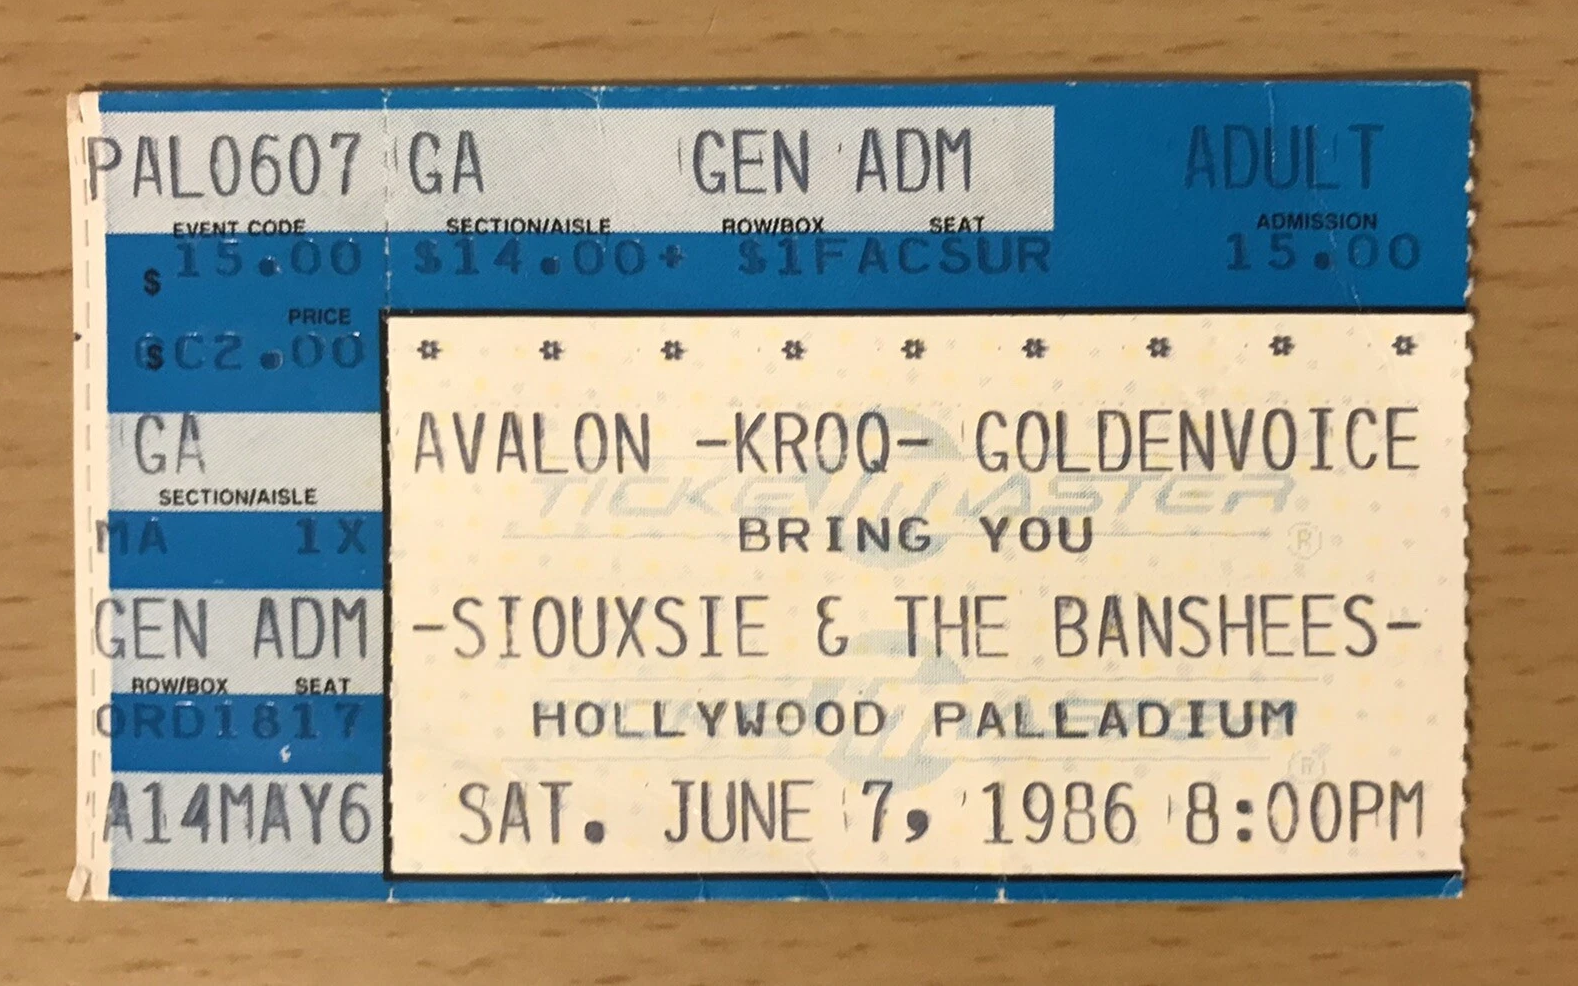 PAL0607 GA GEN ADM ADULT
EVENT CODE SECTION/AISLE ROW/BOX SEAT ADMISSION
$ 15.00 $14.00+ $1FACSUR 15.00
PRICE
$C2.00
GA
SECTION/AISLE
MA 1X
GEN ADM
ROW/BOX SEAT
ORD1817
A14MAY6
AVALON -KROQ- GOLDENVOICE
TICKETMASTER ®
BRING YOU
-SIOUXSIE & THE BANSHEES-
HOLLYWOOD PALLADIUM
®
SAT. JUNE 7, 1986 8:00PM